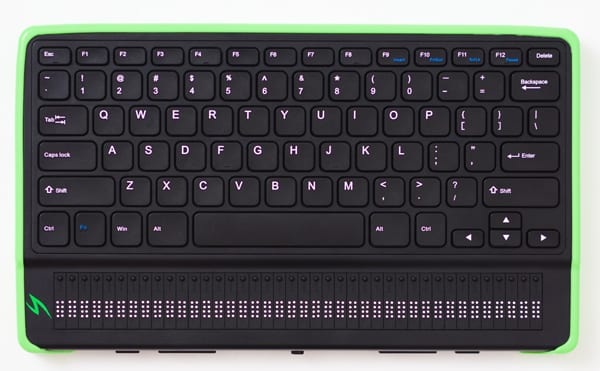 Esc F1 F2 F3 F4 F5 F6 F7 F8 F9 F10 F11 F12 Delete
~ ! @ # $ % ^ & * ( ) _ + Backspace
` 1 2 3 4 5 6 7 8 9 0 - =
Tab Q W E R T Y U I O P { } |
[ ] \
Caps lock A S D F G H J K L : " Enter
; '
Shift Z X C V B N M < > ? Shift
, . /
Ctrl Fn Win Alt Alt Ctrl